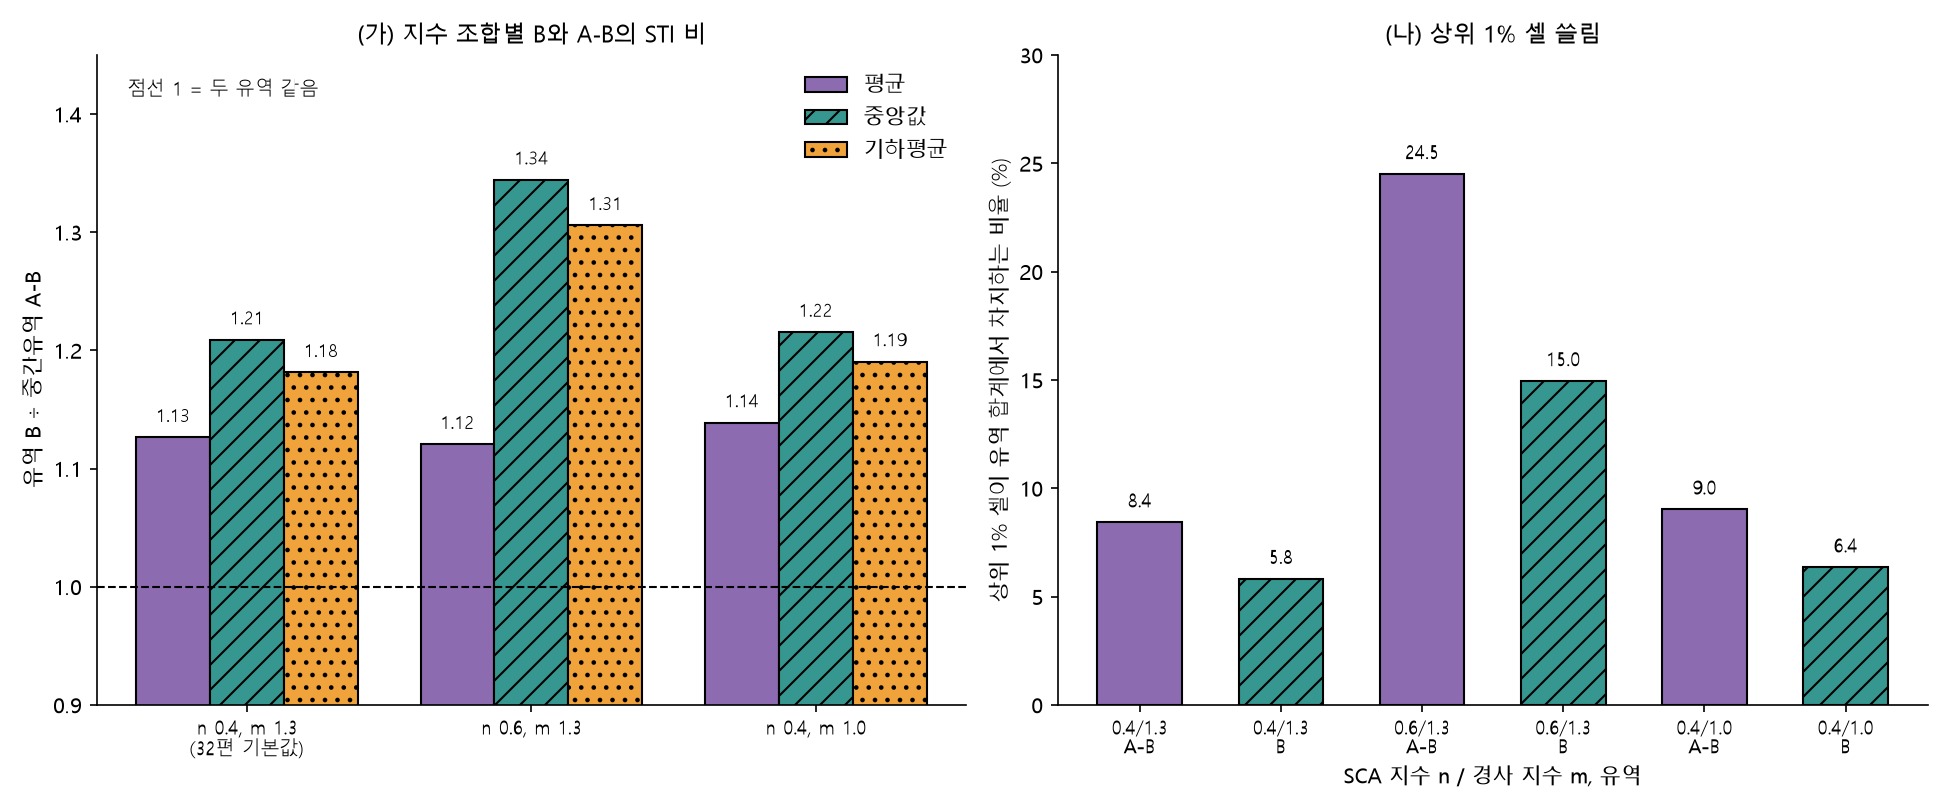 (가) 지수 조합별 B와 A-B의 STI 비
점선 1 = 두 유역 같음
평균
중앙값
기하평균
유역 B ÷ 중간유역 A-B
1.4
1.3
1.2
1.1
1.0
0.9
1.13
1.21
1.18
1.12
1.34
1.31
1.14
1.22
1.19
n 0.4, m 1.3
(32편 기본값)
n 0.6, m 1.3
n 0.4, m 1.0
(나) 상위 1% 셀 쏠림
상위 1% 셀이 유역 합계에서 차지하는 비율 (%)
30
25
20
15
10
5
0
8.4
5.8
24.5
15.0
9.0
6.4
0.4/1.3
A-B
0.4/1.3
B
0.6/1.3
A-B
0.6/1.3
B
0.4/1.0
A-B
0.4/1.0
B
SCA 지수 n / 경사 지수 m, 유역